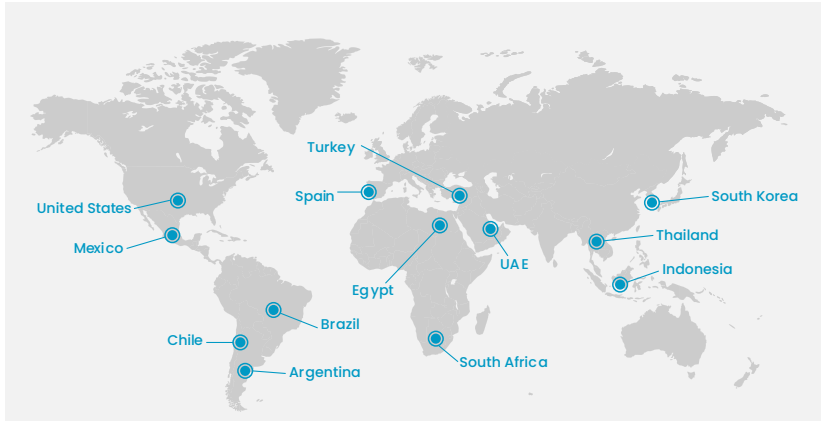 Turkey
Spain
United States
South Korea
Mexico
Thailand
UAE
Indonesia
Egypt
Brazil
Chile
South Africa
Argentina